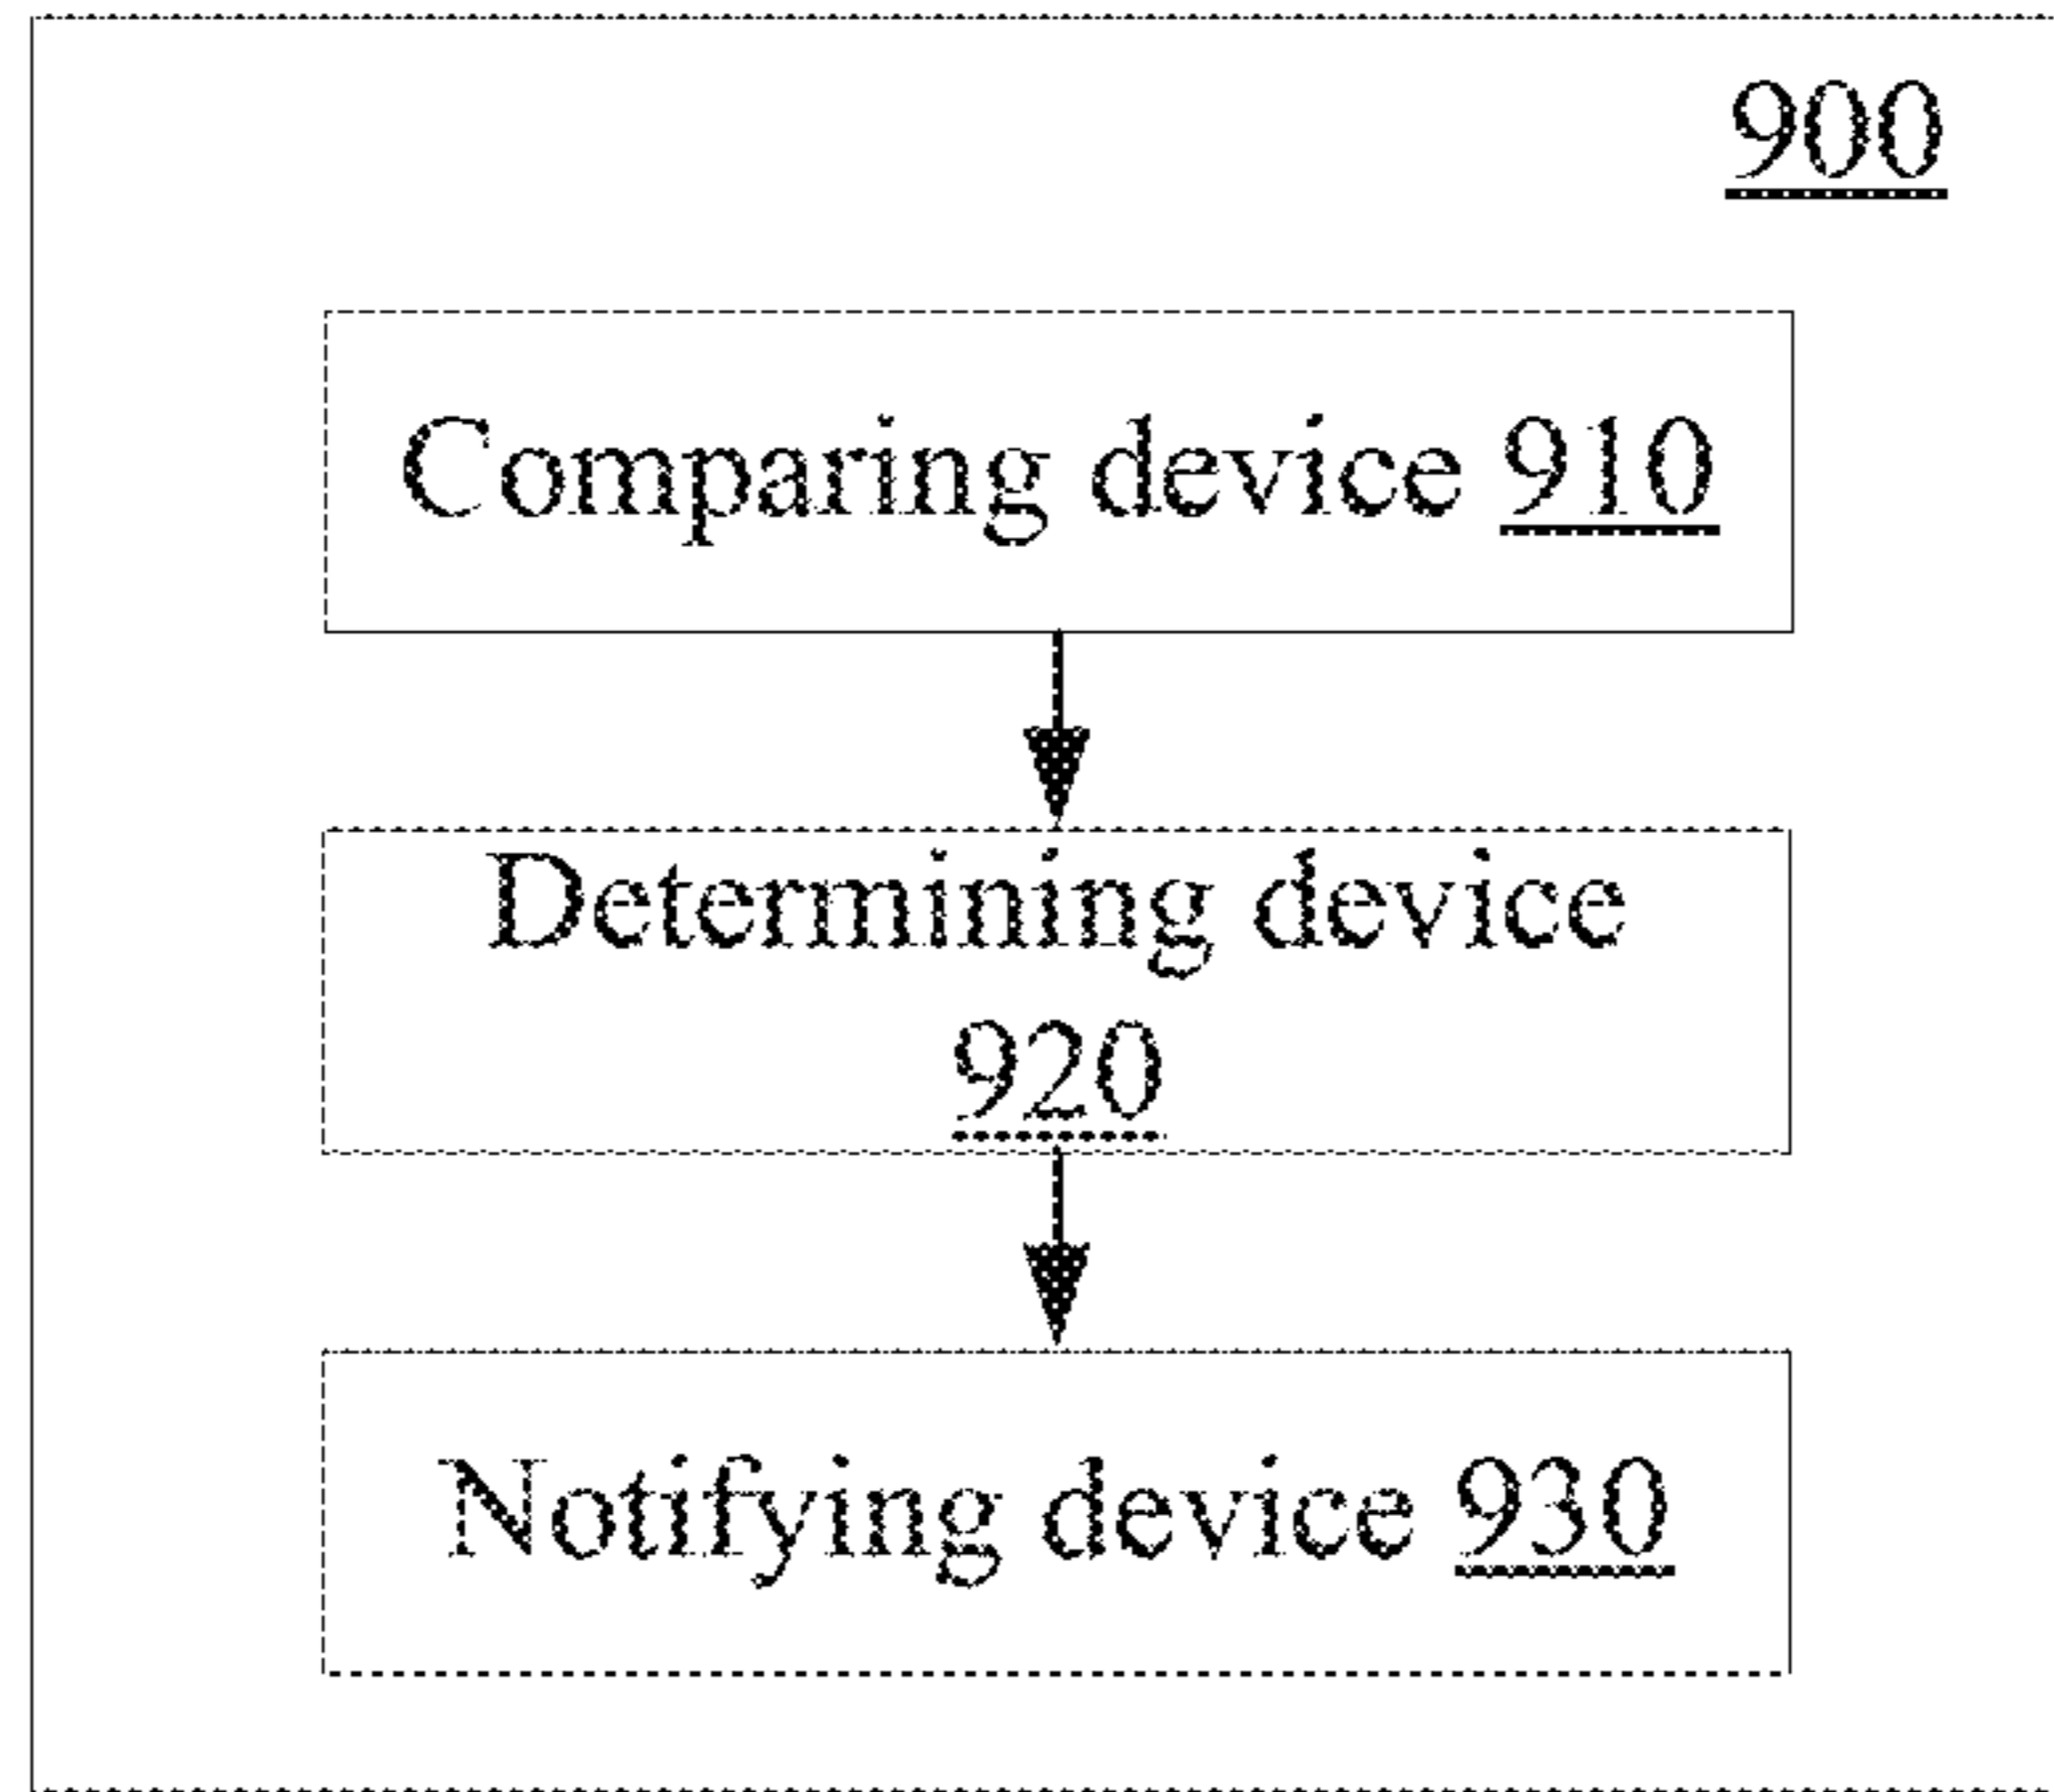 900
Comparing device 910
Determining device
920
Notifying device 930